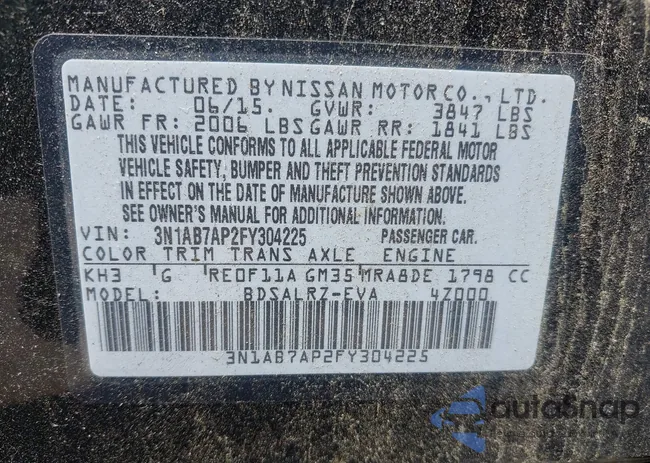 MANUFACTURED BY NISSAN MOTOR CO., LTD.
DATE: 06/15. GVWR: 3847 LBS
GAWR FR: 2006 LBS GAWR RR: 1841 LBS
THIS VEHICLE CONFORMS TO ALL APPLICABLE FEDERAL MOTOR
VEHICLE SAFETY, BUMPER AND THEFT PREVENTION STANDARDS
IN EFFECT ON THE DATE OF MANUFACTURE SHOWN ABOVE.
SEE OWNER'S MANUAL FOR ADDITIONAL INFORMATION.
VIN: 3N1AB7AP2FY304225 PASSENGER CAR.
COLOR TRIM TRANS AXLE ENGINE
KH3 'G 'RE0F11A GM35 'MRA8DE 1798 CC
MODEL: BDSALRZ-EVA 4Z000
3N1AB7AP2FY304225
autoSnap